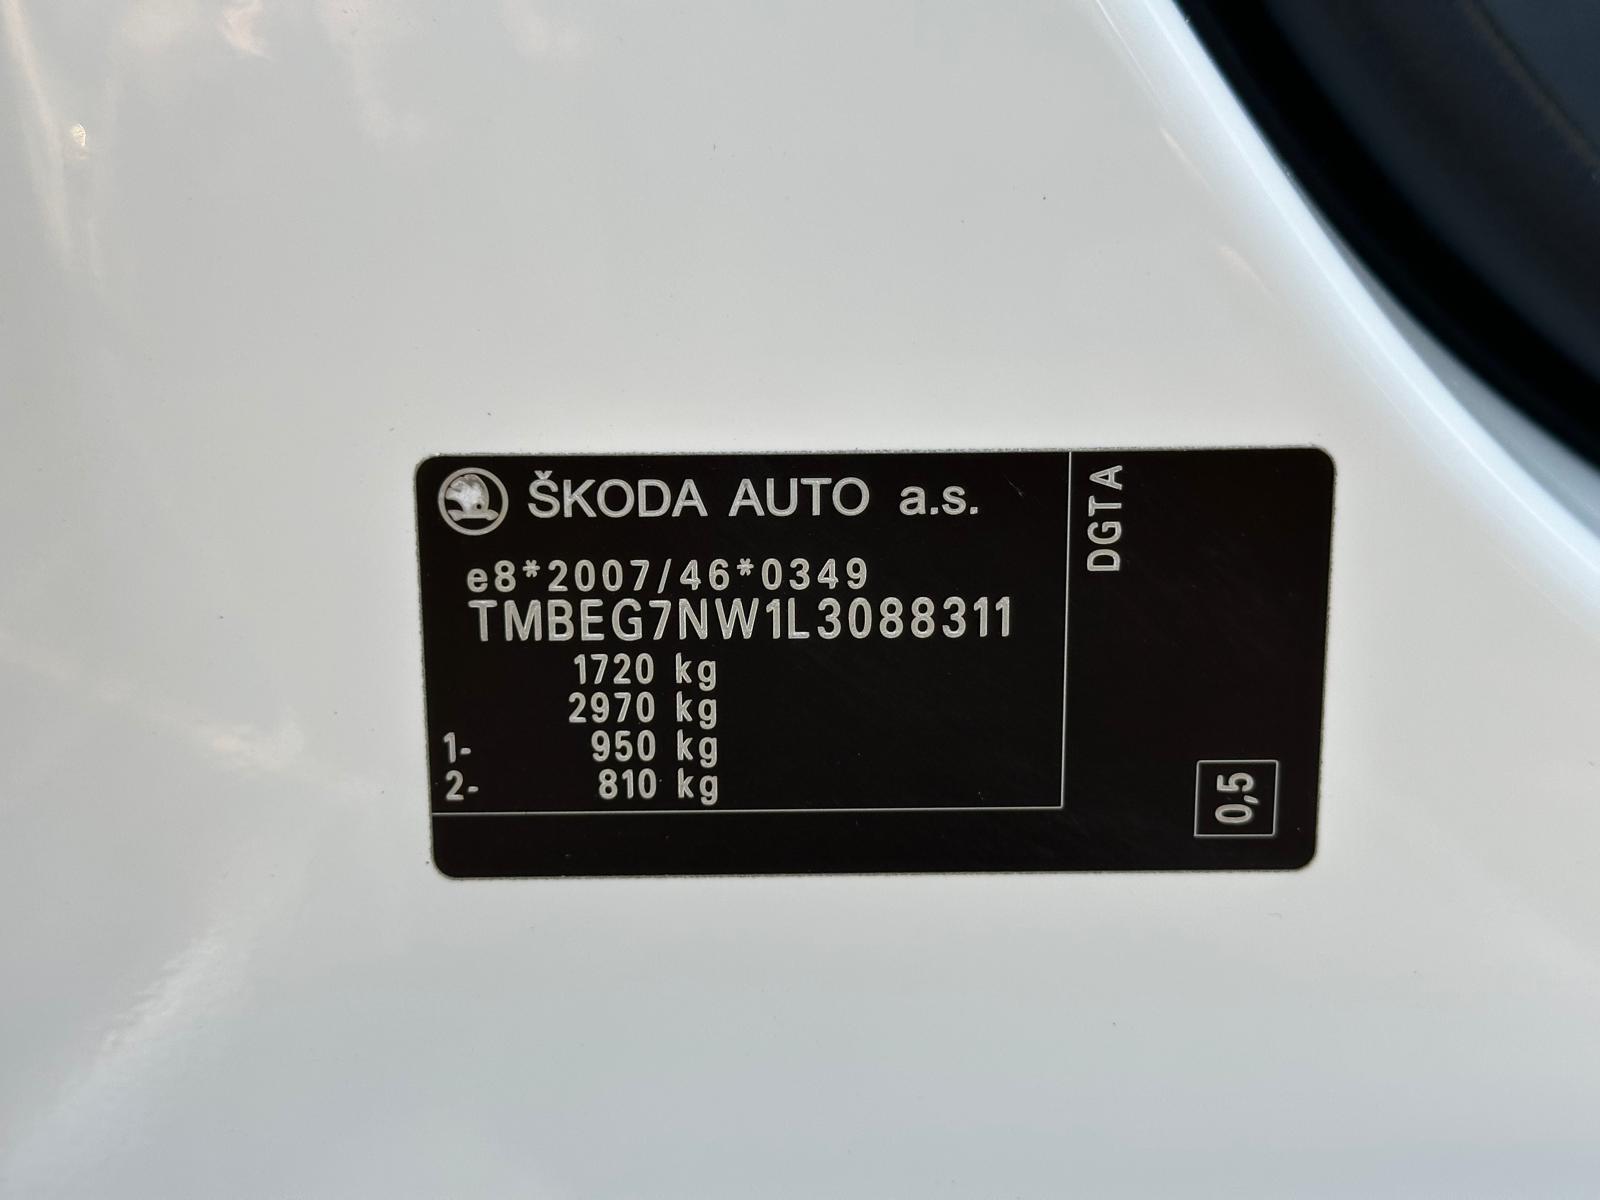 ŠKODA AUTO a.s.
e8*2007/46*0349
TMBEG7NW1L3088311
1720 kg
2970 kg
1- 950 kg
2- 810 kg
DGTA
0,5